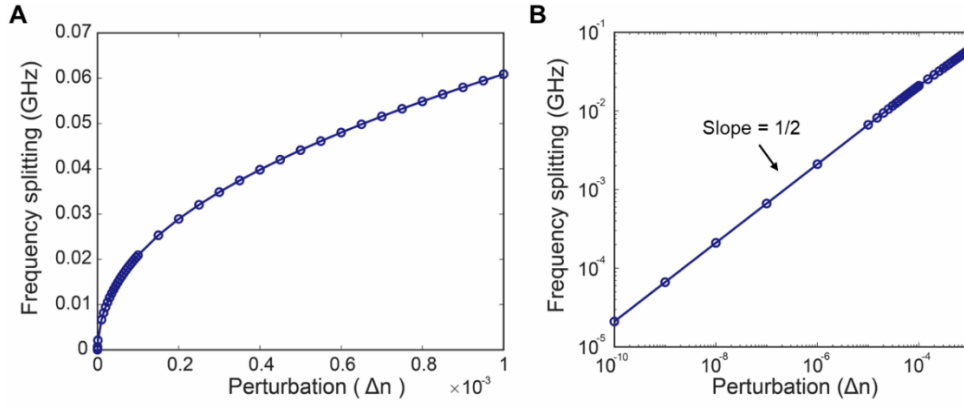 A
Frequency splitting (GHz)
0.07
0.06
0.05
0.04
0.03
0.02
0.01
0
0 0.2 0.4 0.6 0.8 1
Perturbation ( Δn ) ×10⁻³
B
Frequency splitting (GHz)
10⁻¹
10⁻²
10⁻³
10⁻⁴
10⁻⁵
Slope = 1/2
10⁻¹⁰ 10⁻⁸ 10⁻⁶ 10⁻⁴
Perturbation (Δn)